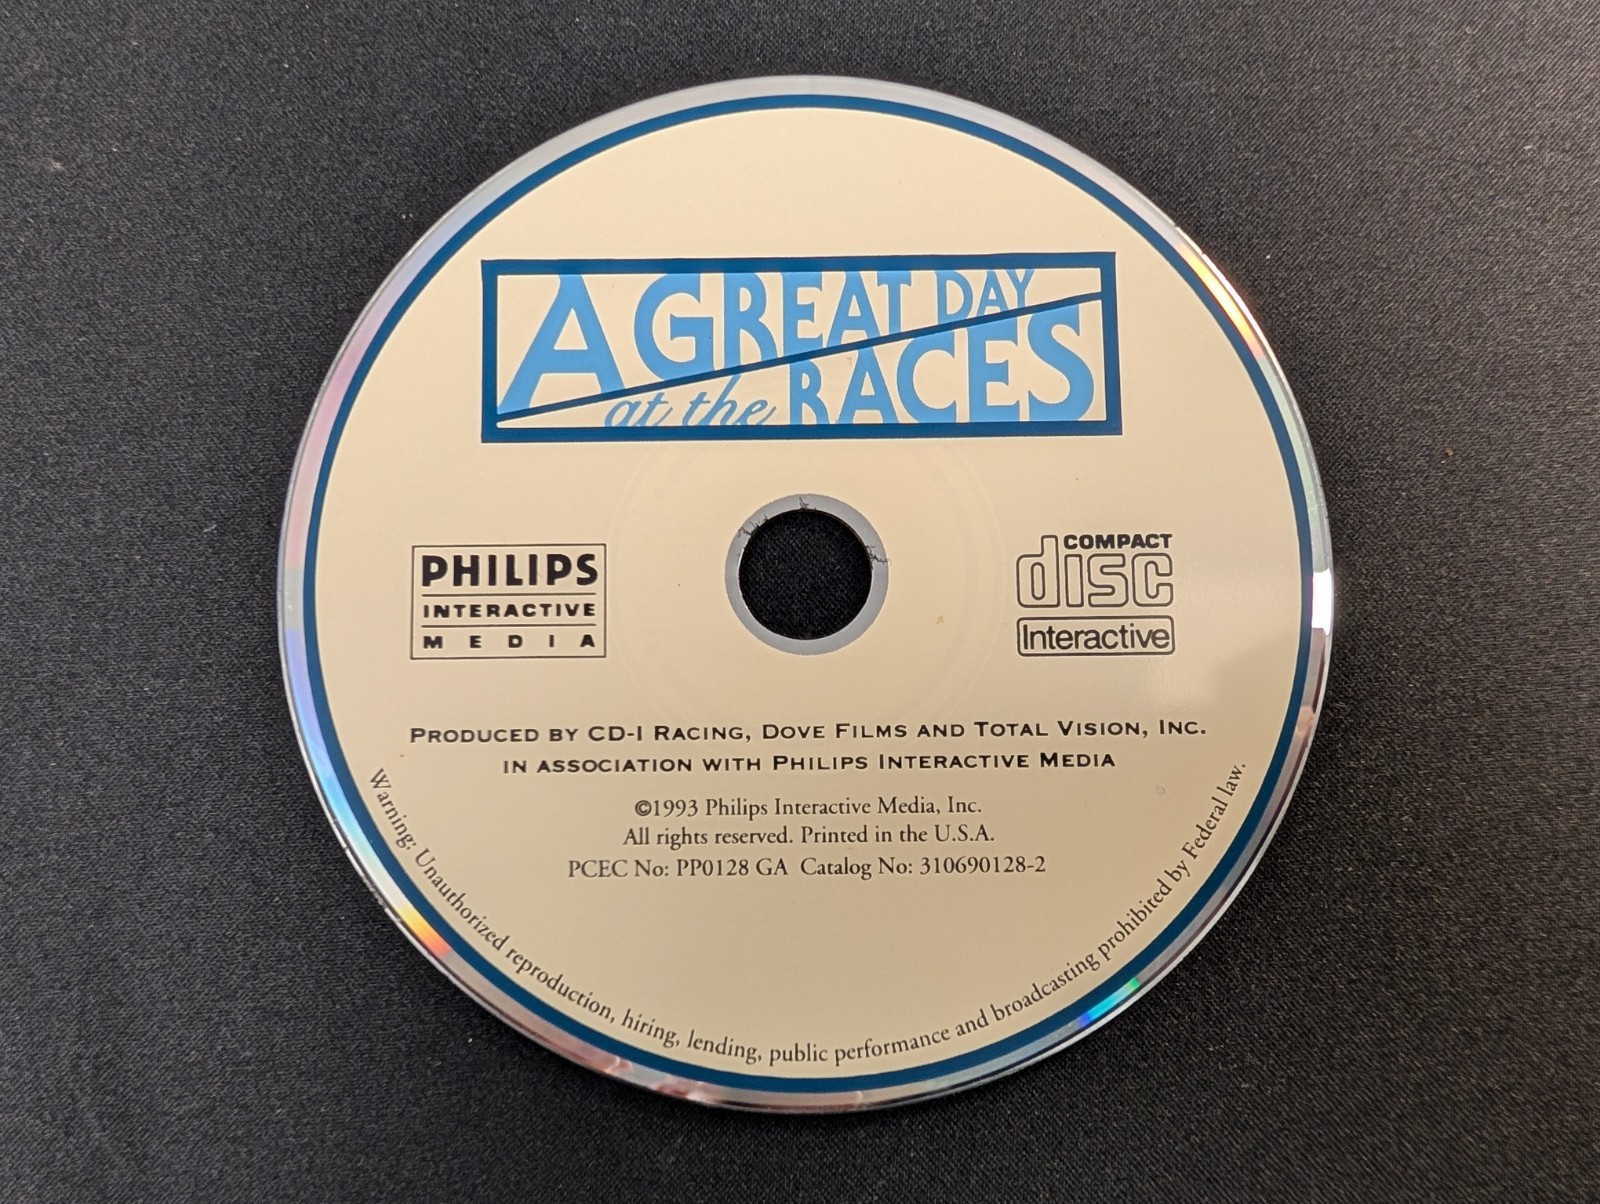 A GREAT DAY
at the RACES
PHILIPS
INTERACTIVE
MEDIA
COMPACT
disc
Interactive
PRODUCED BY CD-I RACING, DOVE FILMS AND TOTAL VISION, INC.
IN ASSOCIATION WITH PHILIPS INTERACTIVE MEDIA
©1993 Philips Interactive Media, Inc.
All rights reserved. Printed in the U.S.A.
PCEC No: PP0128 GA Catalog No: 310690128-2
Warning: Unauthorized reproduction, hiring, lending, public performance and broadcasting prohibited by Federal law.